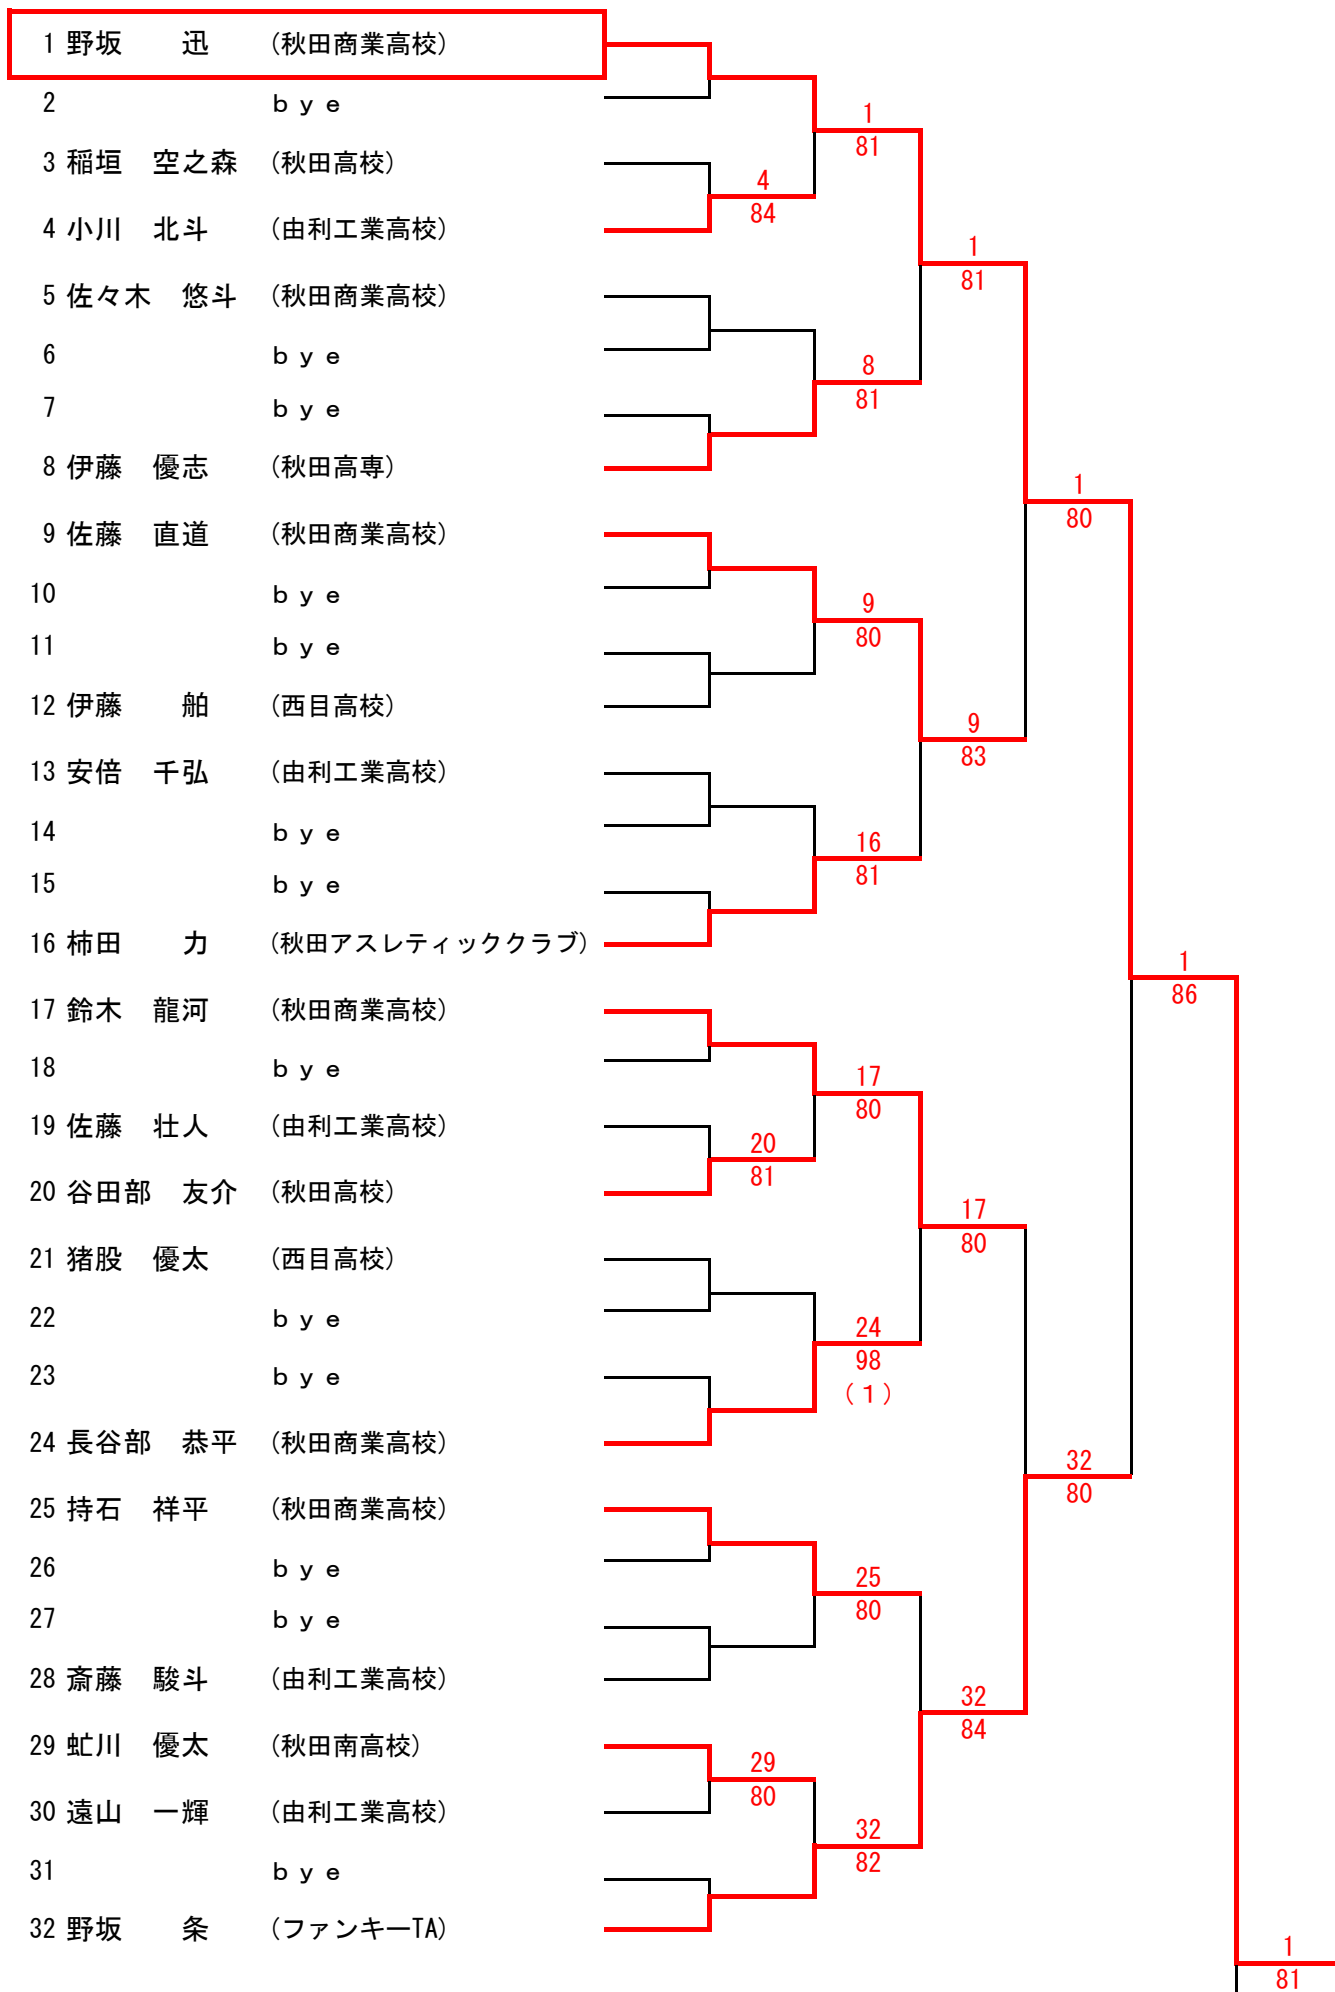 1 野坂　　迅 (秋田商業高校)
2 ｂｙｅ
1
81
3 稲垣　空之森 (秋田高校)
4
84
4 小川　北斗 (由利工業高校)
1
81
5 佐々木　悠斗 (秋田商業高校)
6 ｂｙｅ
8
81
7 ｂｙｅ
8 伊藤　優志 (秋田高専)
1
80
9 佐藤　直道 (秋田商業高校)
10 ｂｙｅ
9
80
11 ｂｙｅ
12 伊藤　　舶 (西目高校)
9
83
13 安倍　千弘 (由利工業高校)
14 ｂｙｅ
16
81
15 ｂｙｅ
16 柿田　　力 (秋田アスレティッククラブ)
1
86
17 鈴木　龍河 (秋田商業高校)
18 ｂｙｅ
17
80
19 佐藤　壮人 (由利工業高校)
20
81
20 谷田部　友介 (秋田高校)
17
80
21 猪股　優太 (西目高校)
22 ｂｙｅ
24
98
(１)
23 ｂｙｅ
24 長谷部　恭平 (秋田商業高校)
32
80
25 持石　祥平 (秋田商業高校)
26 ｂｙｅ
25
80
27 ｂｙｅ
28 斎藤　駿斗 (由利工業高校)
32
84
29 虻川　優太 (秋田南高校)
29
80
30 遠山　一輝 (由利工業高校)
32
82
31 ｂｙｅ
32 野坂　　条 (ファンキーTA)
1
81